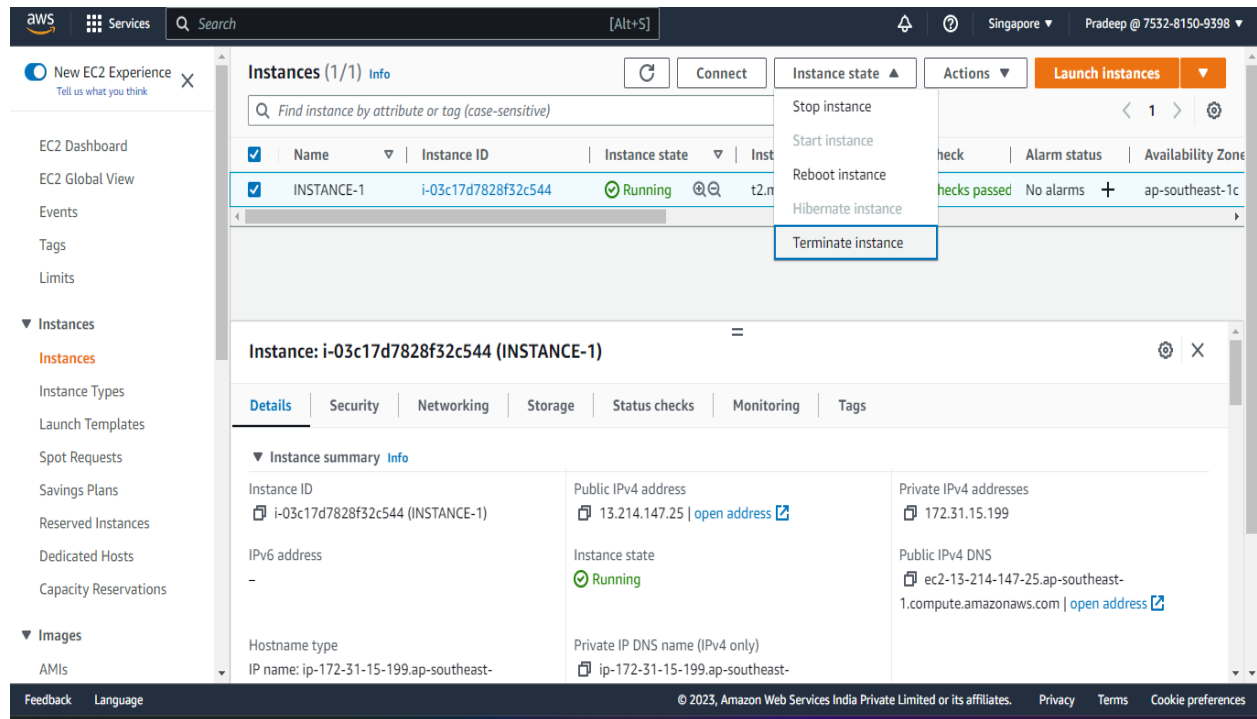 aws Services Search [Alt+S] Singapore ▼ Pradeep @ 7532-8150-9398 ▼
New EC2 Experience
Tell us what you think
EC2 Dashboard
EC2 Global View
Events
Tags
Limits
Instances
Instances
Instance Types
Launch Templates
Spot Requests
Savings Plans
Reserved Instances
Dedicated Hosts
Capacity Reservations
Images
AMIs
Instances (1/1) Info Connect Instance state ▲ Actions ▼ Launch instances ▼
Find instance by attribute or tag (case-sensitive) 1
Stop instance
Start instance
Reboot instance
Hibernate instance
Terminate instance
Name Instance ID Instance state Inst heck Alarm status Availability Zone
INSTANCE-1 i-03c17d7828f32c544 Running t2.n hecks passed No alarms + ap-southeast-1c
Instance: i-03c17d7828f32c544 (INSTANCE-1)
Details Security Networking Storage Status checks Monitoring Tags
Instance summary Info
Instance ID
i-03c17d7828f32c544 (INSTANCE-1)
Public IPv4 address
13.214.147.25 | open address
Private IPv4 addresses
172.31.15.199
IPv6 address
–
Instance state
Running
Public IPv4 DNS
ec2-13-214-147-25.ap-southeast-
1.compute.amazonaws.com | open address
Hostname type
IP name: ip-172-31-15-199.ap-southeast-
Private IP DNS name (IPv4 only)
ip-172-31-15-199.ap-southeast-
Feedback Language © 2023, Amazon Web Services India Private Limited or its affiliates. Privacy Terms Cookie preferences